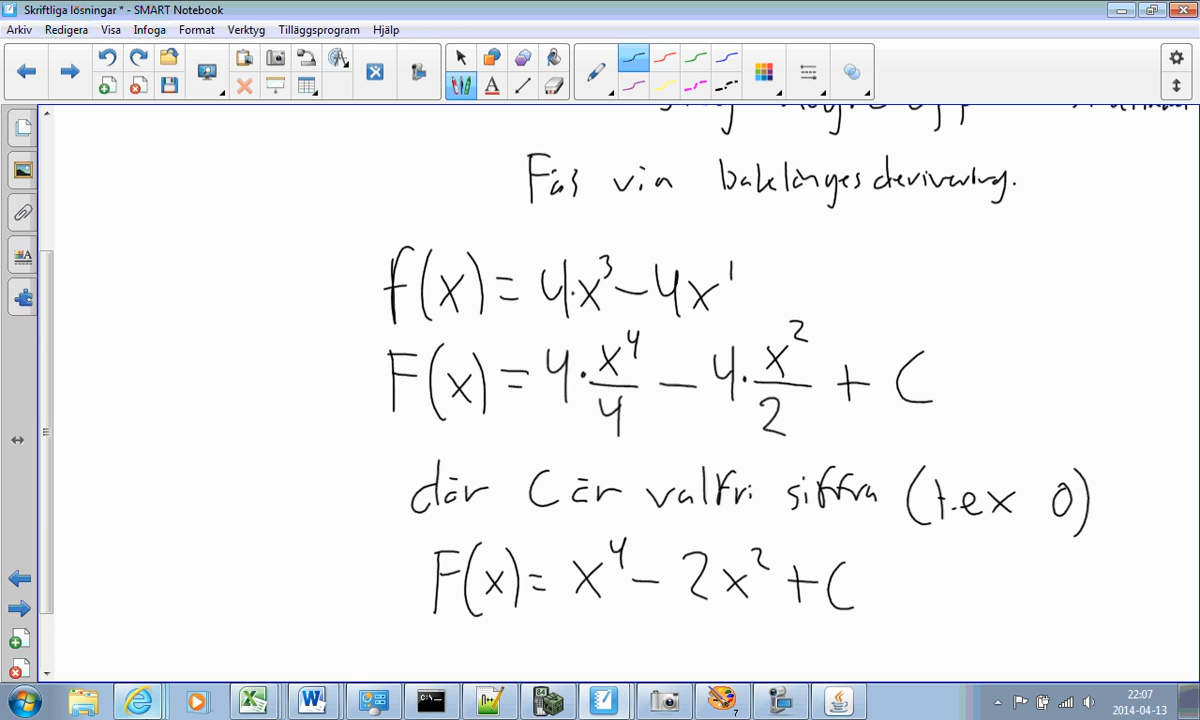 Skriftliga lösningar * - SMART Notebook
Arkiv Redigera Visa Infoga Format Verktyg Tilläggsprogram Hjälp
Fås via baklängesderivering.
f(x) = 4·x³ - 4x¹
F(x) = 4·x⁴/4 - 4·x²/2 + C
där C är valfri siffra (t.ex 0)
F(x) = x⁴ - 2x² + C
22:07
2014-04-13